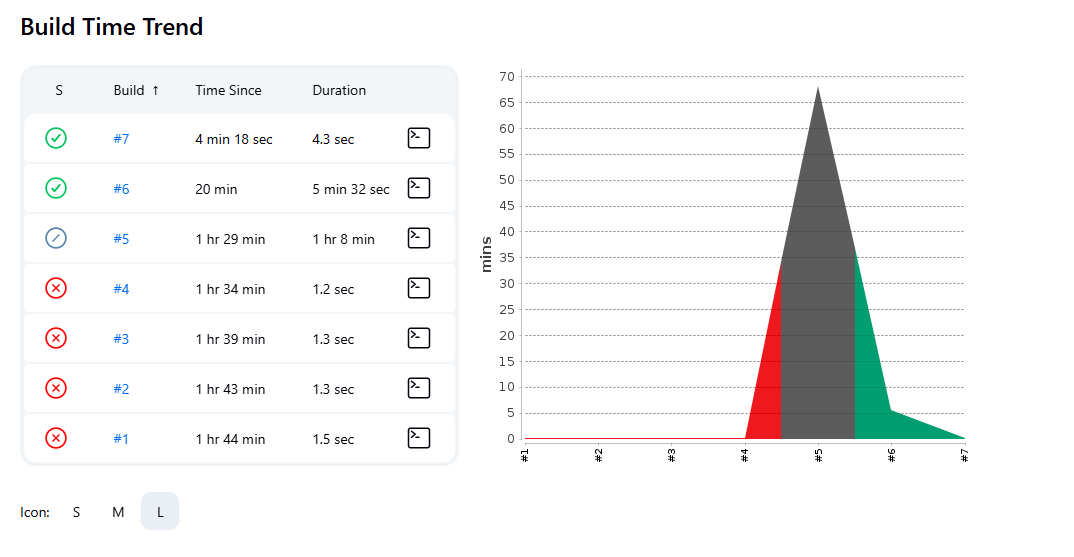 Build Time Trend
S Build ↑ Time Since Duration
#7 4 min 18 sec 4.3 sec
#6 20 min 5 min 32 sec
#5 1 hr 29 min 1 hr 8 min
#4 1 hr 34 min 1.2 sec
#3 1 hr 39 min 1.3 sec
#2 1 hr 43 min 1.3 sec
#1 1 hr 44 min 1.5 sec
Icon: S M L
mins
70
65
60
55
50
45
40
35
30
25
20
15
10
5
0
#1 #2 #3 #4 #5 #6 #7